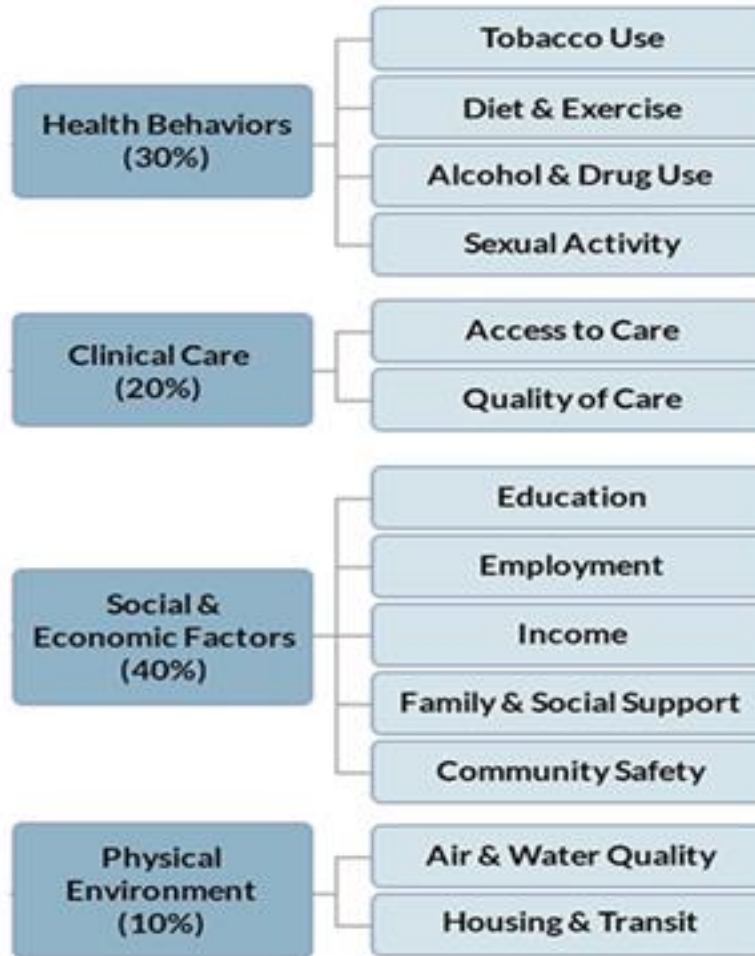 Health Behaviors
(30%)
Tobacco Use
Diet & Exercise
Alcohol & Drug Use
Sexual Activity
Clinical Care
(20%)
Access to Care
Quality of Care
Social &
Economic Factors
(40%)
Education
Employment
Income
Family & Social Support
Community Safety
Physical
Environment
(10%)
Air & Water Quality
Housing & Transit